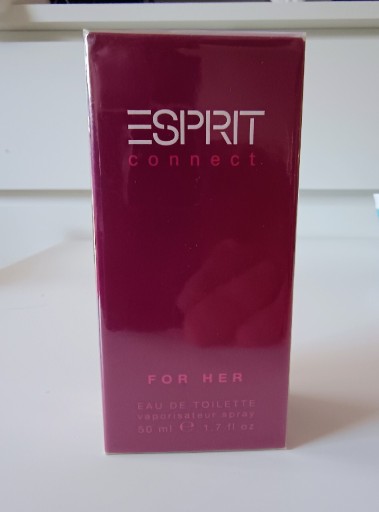 ESPRIT
connect.
FOR HER
EAU DE TOILETTE
vaporisateur spray
50 ml ℮ 1.7 fl oz